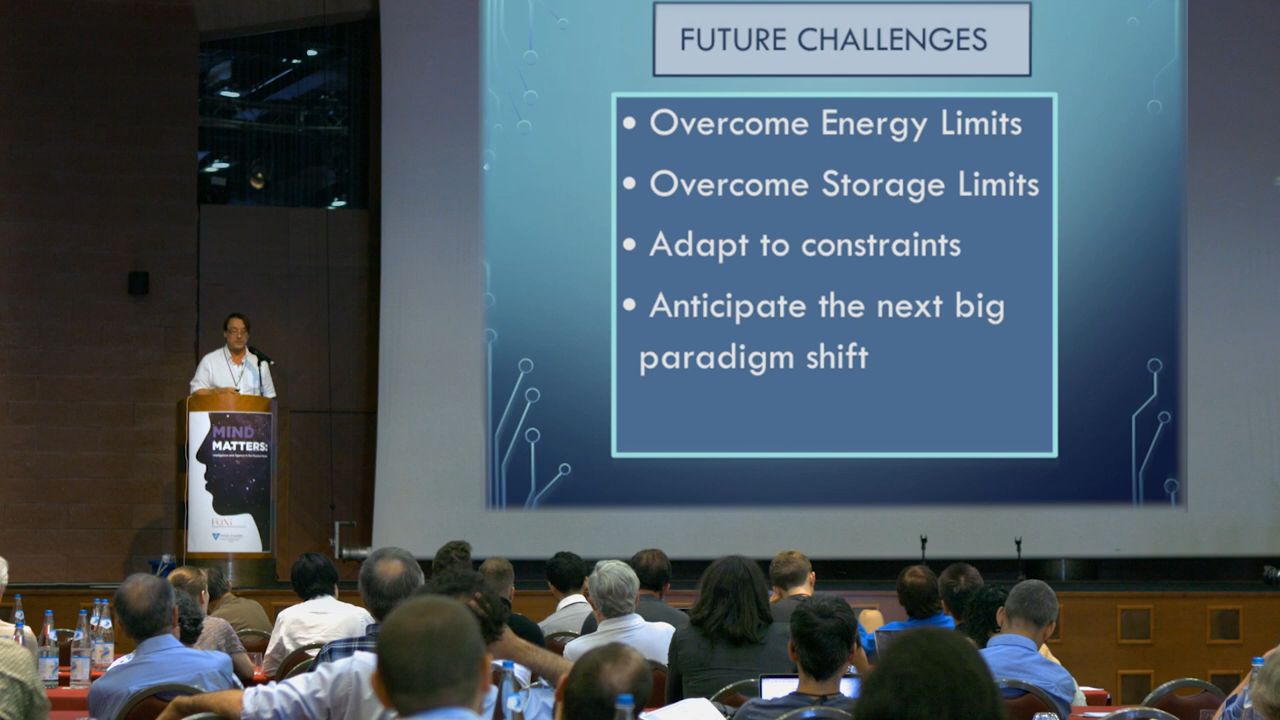 FUTURE CHALLENGES
• Overcome Energy Limits
• Overcome Storage Limits
• Adapt to constraints
• Anticipate the next big
paradigm shift
MIND
MATTERS: